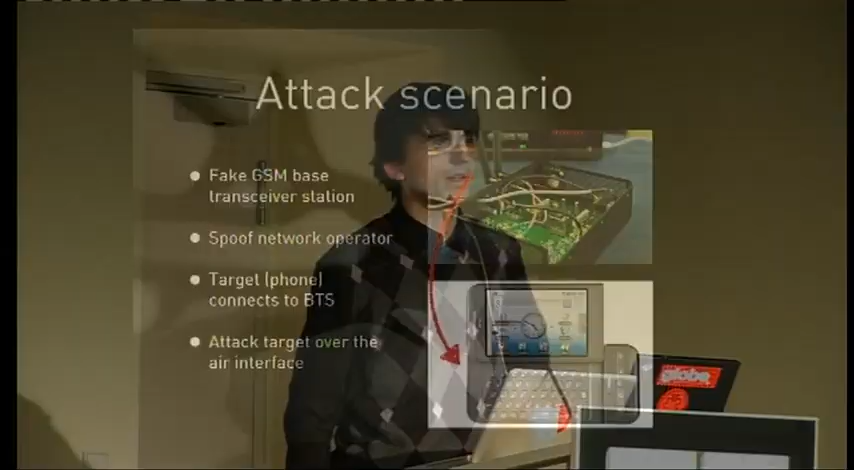 Attack scenario
● Fake GSM base
transceiver station
● Spoof network operator
● Target (phone)
connects to BTS
● Attack target over the
air interface